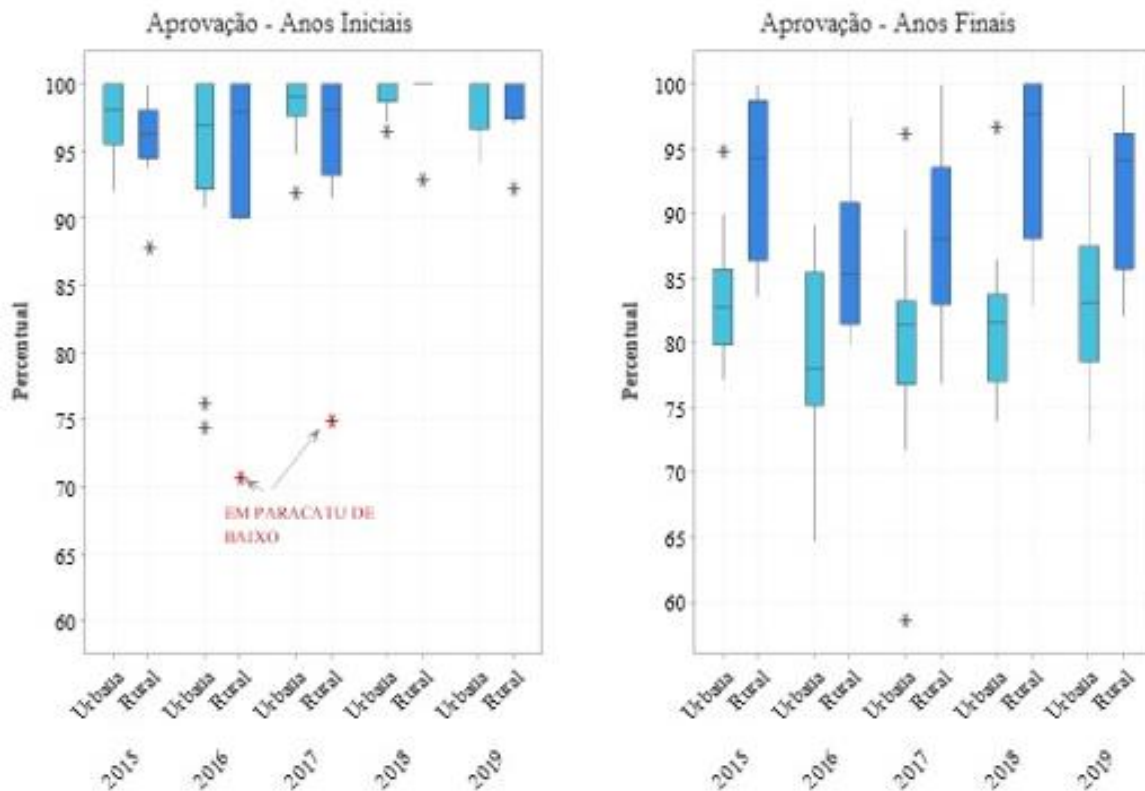 Aprovação - Anos Iniciais
Percentual
100
95
90
85
80
75
70
65
60
EM PARACATU DE
BAIXO
Urbana Rural Urbana Rural Urbana Rural Urbana Rural Urbana Rural
2015 2016 2017 2018 2019
Aprovação - Anos Finais
Percentual
100
95
90
85
80
75
70
65
60
Urbana Rural Urbana Rural Urbana Rural Urbana Rural Urbana Rural
2015 2016 2017 2018 2019